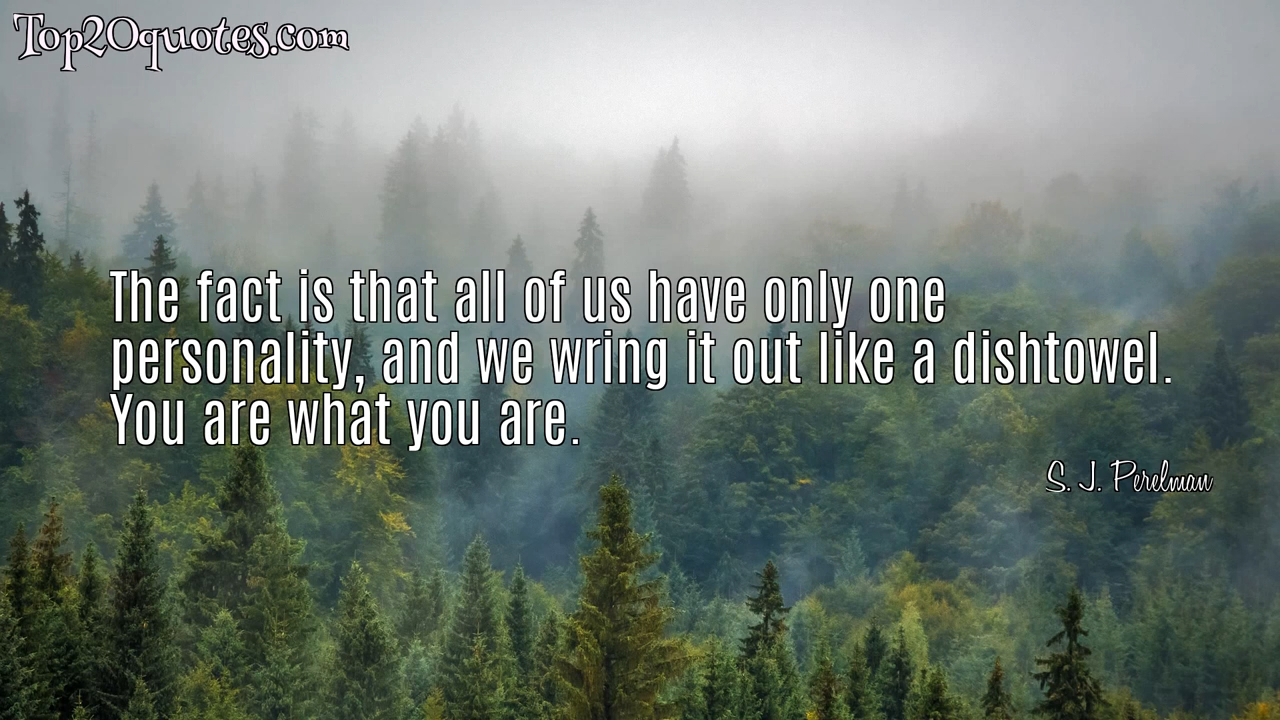 Top20quotes.com
The fact is that all of us have only one
personality, and we wring it out like a dishtowel.
You are what you are.
S. J. Perelman